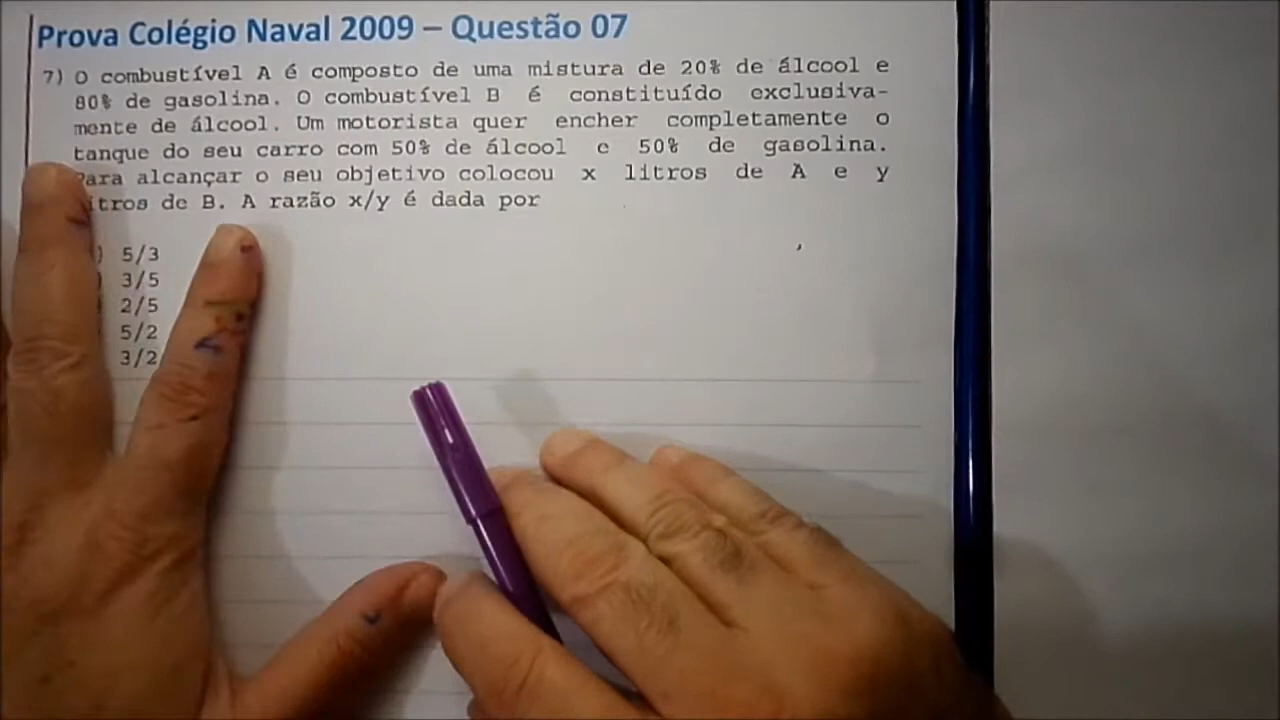 Prova Colégio Naval 2009 – Questão 07
7) O combustível A é composto de uma mistura de 20% de álcool e
80% de gasolina. O combustível B é constituído exclusiva-
mente de álcool. Um motorista quer encher completamente o
tanque do seu carro com 50% de álcool e 50% de gasolina.
Para alcançar o seu objetivo colocou x litros de A e y
itros de B. A razão x/y é dada por
) 5/3
) 3/5
2/5
5/2
3/2